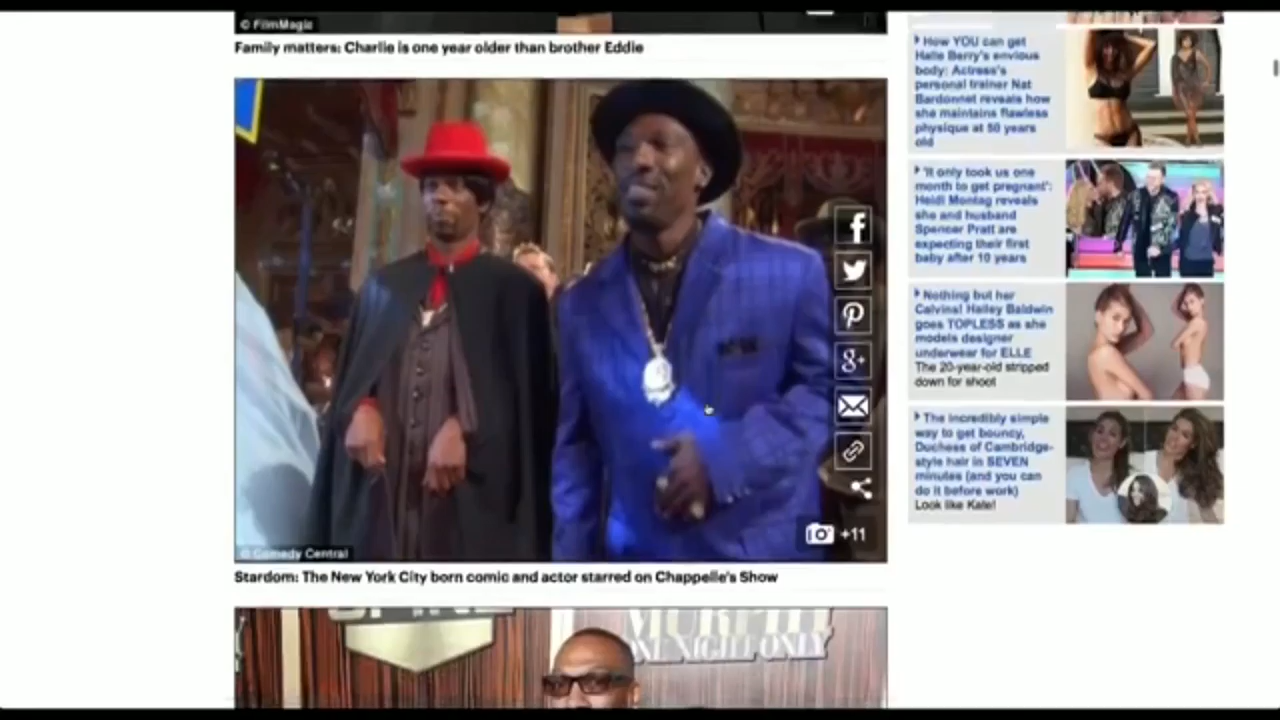 © FilmMagic
Family matters: Charlie is one year older than brother Eddie
© Comedy Central
+11
Stardom: The New York City born comic and actor starred on Chappelle's Show
MURPHY
ONE NIGHT ONLY
How YOU can get
Halle Berry's envious
body: Actress's
personal trainer Nat
Bardonnet reveals how
she maintains flawless
physique at 50 years
old
'It only took us one
month to get pregnant':
Heidi Montag reveals
she and husband
Spencer Pratt are
expecting their first
baby after 10 years
Nothing but her
Calvins! Hailey Baldwin
goes TOPLESS as she
models designer
underwear for ELLE
The 20-year-old stripped
down for shoot
The incredibly simple
way to get bouncy,
Duchess of Cambridge-
style hair in SEVEN
minutes (and you can
do it before work)
Look like Kate!